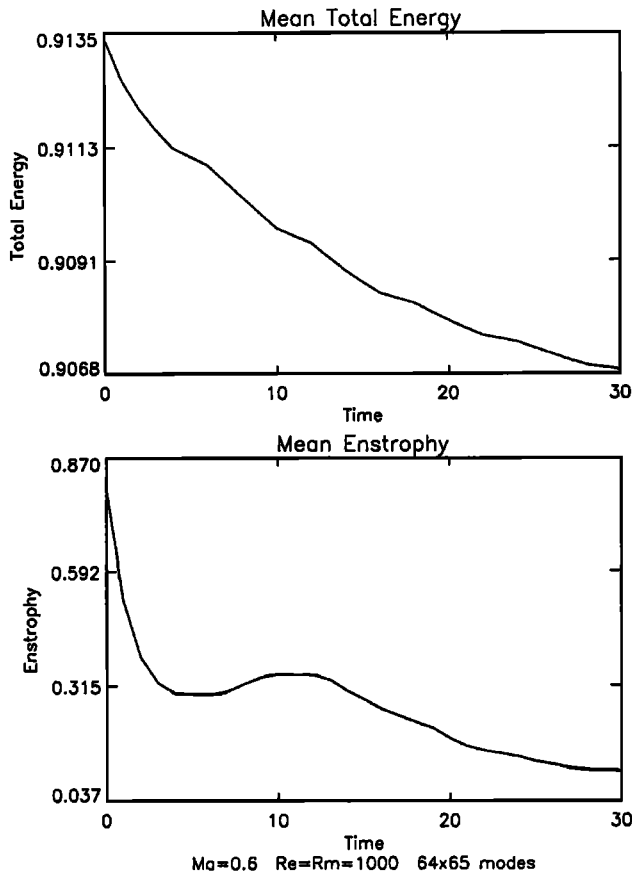 Mean Total Energy
0.9135
0.9113
0.9091
0.9068
Total Energy
0 10 20 30
Time
Mean Enstrophy
0.870
0.592
0.315
0.037
Enstrophy
0 10 20 30
Time
Ma=0.6 Re=Rm=1000 64x65 modes